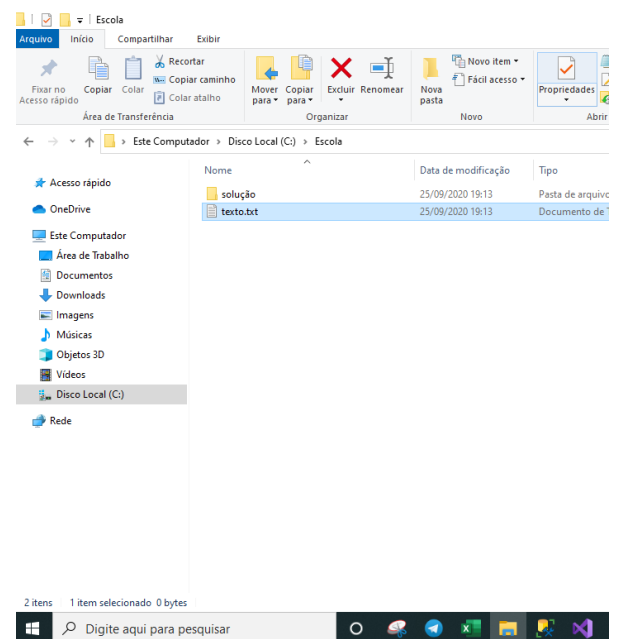 Escola
Arquivo Início Compartilhar Exibir
Fixar no Acesso rápido
Copiar
Colar
Recortar
Copiar caminho
Colar atalho
Área de Transferência
Mover para
Copiar para
Excluir
Renomear
Organizar
Nova pasta
Novo item
Fácil acesso
Novo
Propriedades
Abrir
Este Computador > Disco Local (C:) > Escola
Nome Data de modificação Tipo
solução 25/09/2020 19:13 Pasta de arquivo
texto.txt 25/09/2020 19:13 Documento de T
Acesso rápido
OneDrive
Este Computador
Área de Trabalho
Documentos
Downloads
Imagens
Músicas
Objetos 3D
Vídeos
Disco Local (C:)
Rede
2 itens 1 item selecionado 0 bytes
Digite aqui para pesquisar